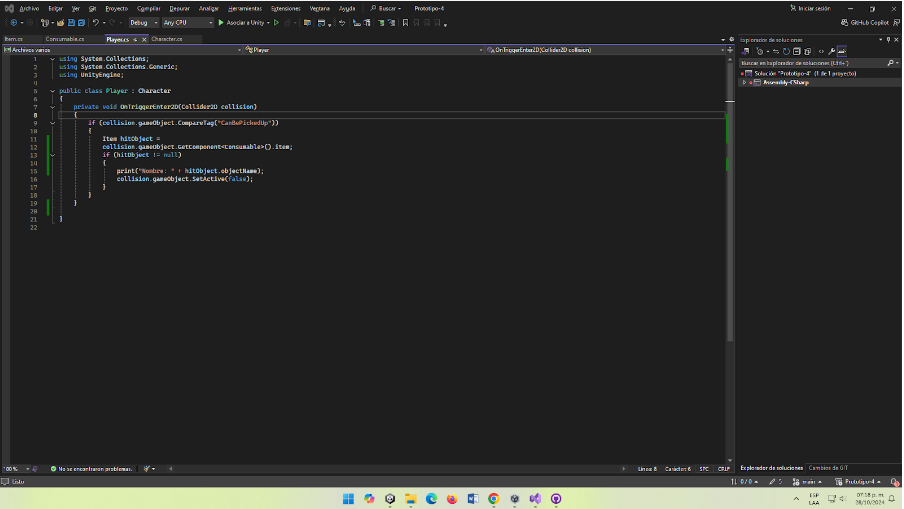 Archivo Editar Ver Git Proyecto Compilar Depurar Analizar Herramientas Extensiones Ventana Ayuda Buscar Prototipo-4 Iniciar sesión
Debug Any CPU Asociar a Unity GitHub Copilot
Item.cs Consumable.cs Player.cs Character.cs
Archivos varios Player OnTriggerEnter2D(Collider2D collision)
1 using System.Collections;
2 using System.Collections.Generic;
3 using UnityEngine;
4
5 public class Player : Character
6 {
7 private void OnTriggerEnter2D(Collider2D collision)
8 {
9 if (collision.gameObject.CompareTag("CanBePickedUp"))
10 {
11 Item hitObject =
12 collision.gameObject.GetComponent<Consumable>().item;
13 if (hitObject != null)
14 {
15 print("Nombre: " + hitObject.objectName);
16 collision.gameObject.SetActive(false);
17 }
18 }
19 }
20
21 }
22
100 % No se encontraron problemas. Línea: 8 Carácter: 6 SPC CRLF
Explorador de soluciones
Buscar en Explorador de soluciones (Ctrl+')
Solución "Prototipo-4" (1 de 1 proyecto)
Assembly-CSharp
Explorador de soluciones Cambios de GIT
Listo 0 / 0 5 main Prototipo-4
ESP
LAA
07:18 p. m.
28/10/2024